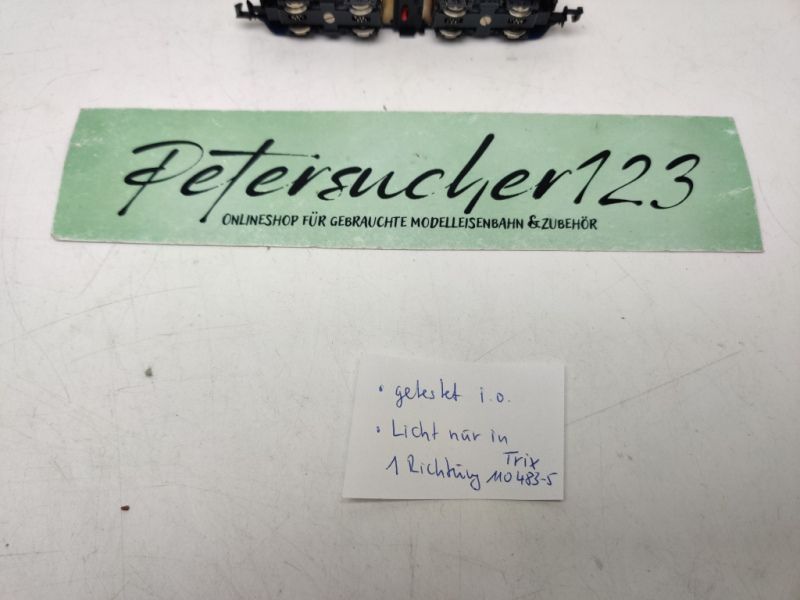 Petersucher123
ONLINESHOP FÜR GEBRAUCHTE MODELLEISENBAHN & ZUBEHÖR
• getestet i.o.
• Licht nur in
1 Richtung Trix 110 483-5